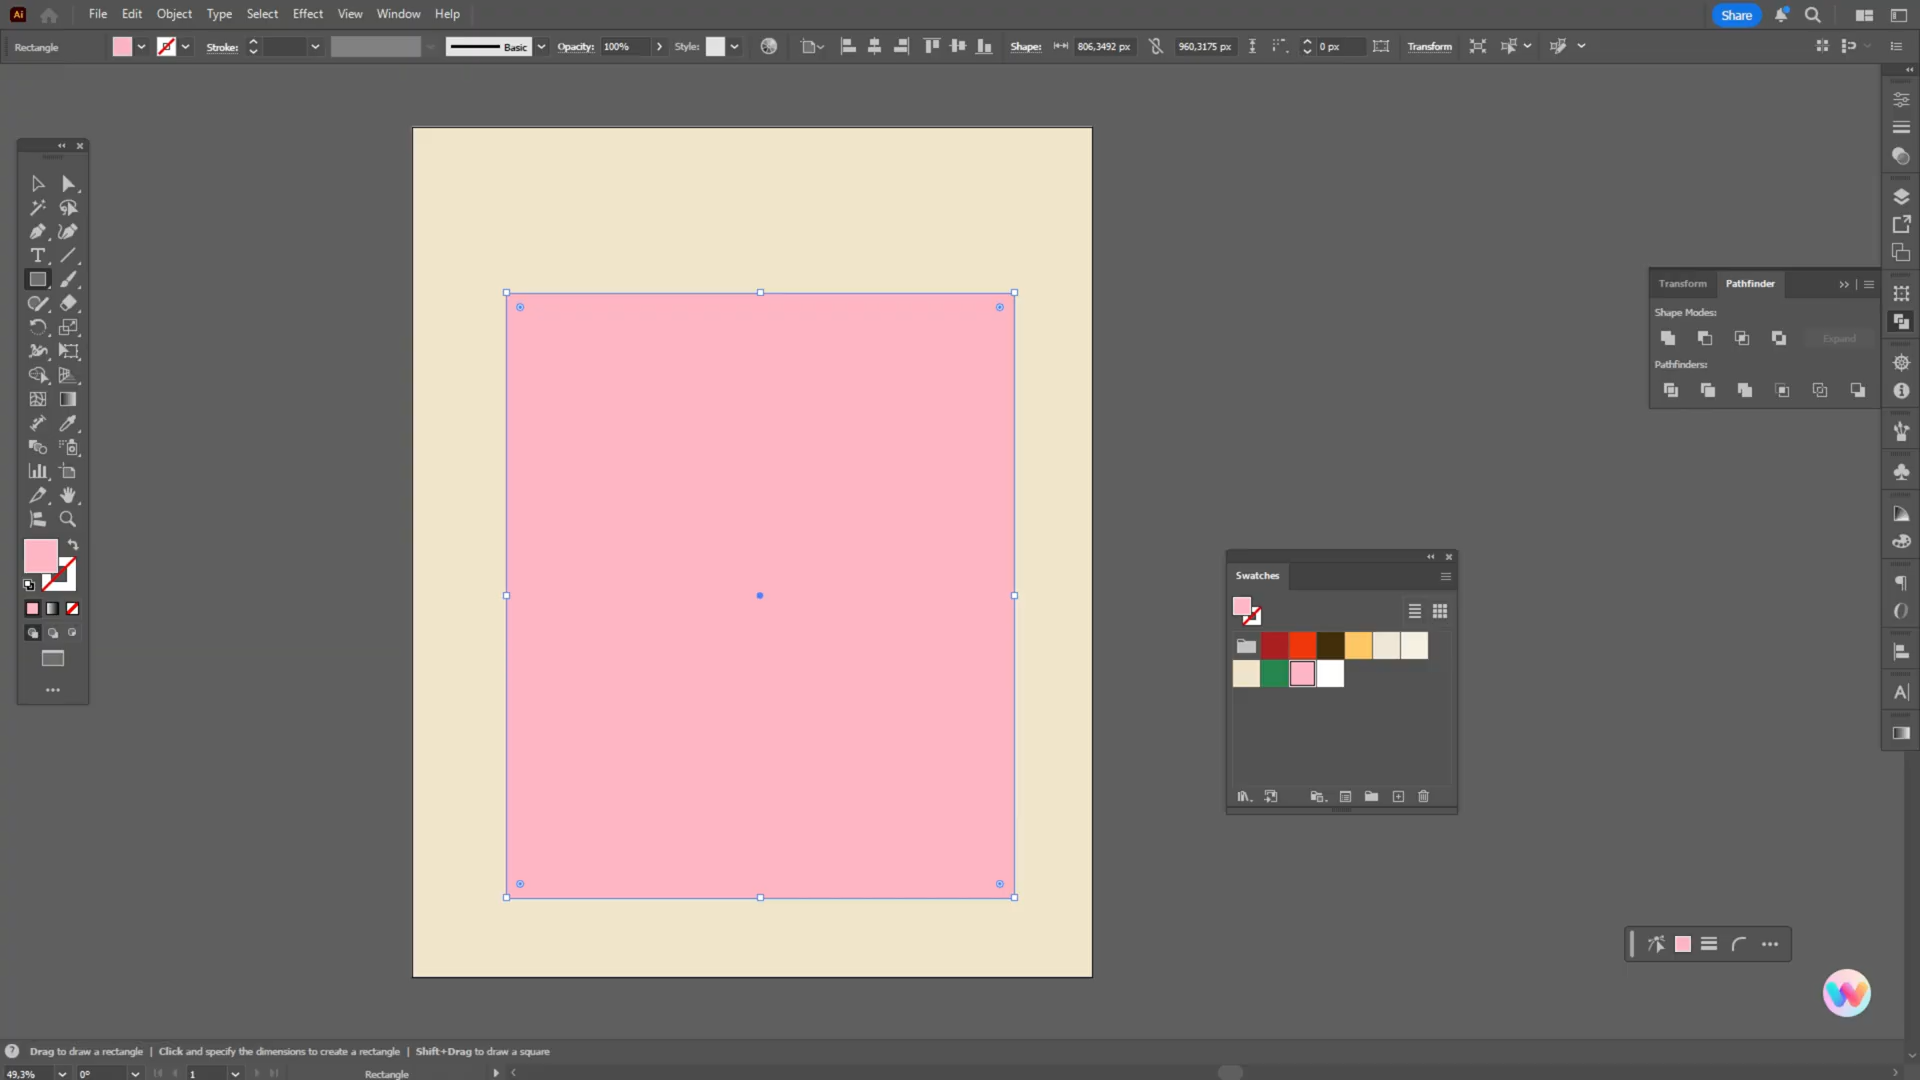 Ai File Edit Object Type Select Effect View Window Help Share
Rectangle Stroke: Basic Opacity: 100% Style: Shape: 806,3492 px 960,3175 px 0 px Transform
Transform Pathfinder
Shape Modes:
Expand
Pathfinders:
Swatches
? Drag to draw a rectangle | Click and specify the dimensions to create a rectangle | Shift+Drag to draw a square
49,3% 0° 1 Rectangle